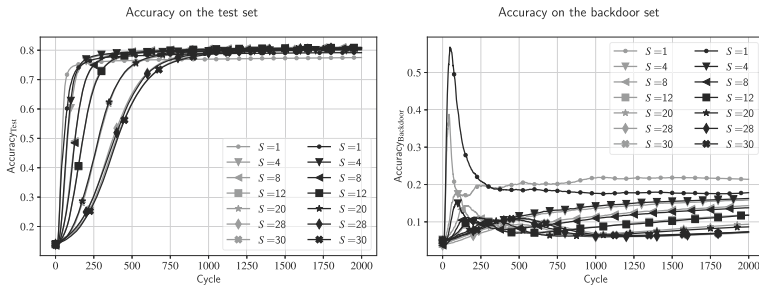 Accuracy on the test set
0.8
0.7
0.6
0.5
0.4
0.3
0.2
Accuracy_Test
S = 1 S = 1
S = 4 S = 4
S = 8 S = 8
S = 12 S = 12
S = 20 S = 20
S = 28 S = 28
S = 30 S = 30
0 250 500 750 1000 1250 1500 1750 2000
Cycle
Accuracy on the backdoor set
0.5
0.4
0.3
0.2
0.1
Accuracy_Backdoor
S = 1 S = 1
S = 4 S = 4
S = 8 S = 8
S = 12 S = 12
S = 20 S = 20
S = 28 S = 28
S = 30 S = 30
0 250 500 750 1000 1250 1500 1750 2000
Cycle